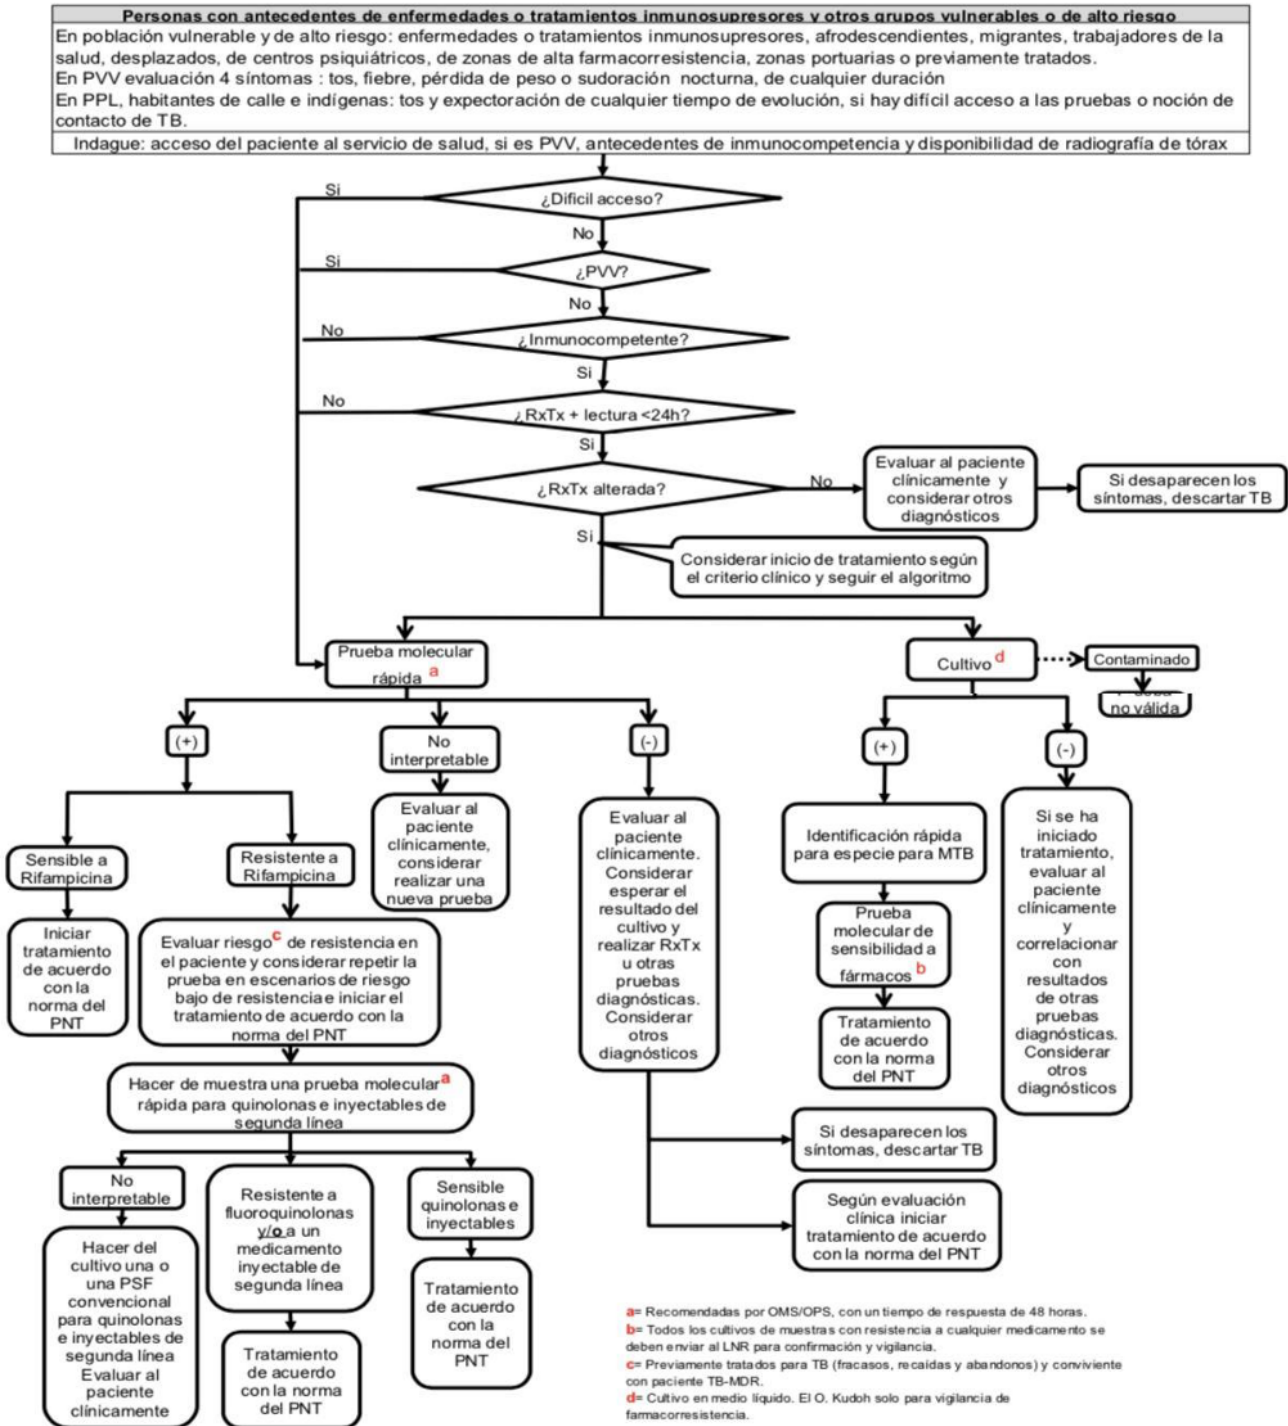 Personas con antecedentes de enfermedades o tratamientos inmunosupresores y otros grupos vulnerables o de alto riesgo
En población vulnerable y de alto riesgo: enfermedades o tratamientos inmunosupresores, afrodescendientes, migrantes, trabajadores de la
salud, desplazados, de centros psiquiátricos, de zonas de alta farmacorresistencia, zonas portuarias o previamente tratados.
En PVV evaluación 4 síntomas : tos, fiebre, pérdida de peso o sudoración nocturna, de cualquier duración
En PPL, habitantes de calle e indígenas: tos y expectoración de cualquier tiempo de evolución, si hay difícil acceso a las pruebas o noción de
contacto de TB.
Indague: acceso del paciente al servicio de salud, si es PVV, antecedentes de inmunocompetencia y disponibilidad de radiografía de tórax
Si
¿Dificil acceso?
No
Si
¿PVV?
No
No
¿Inmunocompetente?
Si
No
¿RxTx + lectura <24h?
Si
¿RxTx alterada?
No
Evaluar al paciente
clínicamente y
considerar otros
diagnósticos
Si desaparecen los
síntomas, descartar TB
Si
Considerar inicio de tratamiento según
el criterio clínico y seguir el algoritmo
Prueba molecular
rápida a
Cultivo d
Contaminado
no válida
(+)
No
interpretable
(-)
(+)
(-)
Sensible a
Rifampicina
Resistente a
Rifampicina
Evaluar al
paciente
clínicamente,
considerar
realizar una
nueva prueba
Evaluar al
paciente
clínicamente.
Considerar
esperar el
resultado del
cultivo y
realizar RxTx
u otras
pruebas
diagnósticas.
Considerar
otros
diagnósticos
Identificación rápida
para especie para MTB
Si se ha
iniciado
tratamiento,
evaluar al
paciente
clínicamente
y
correlacionar
con
resultados
de otras
pruebas
diagnósticas.
Considerar
otros
diagnósticos
Iniciar
tratamiento
de acuerdo
con la
norma del
PNT
Evaluar riesgo c de resistencia en
el paciente y considerar repetir la
prueba en escenarios de riesgo
bajo de resistencia e iniciar el
tratamiento de acuerdo con la
norma del PNT
Prueba
molecular de
sensibilidad a
fármacos b
Tratamiento
de acuerdo
con la norma
del PNT
Hacer de muestra una prueba molecular a
rápida para quinolonas e inyectables de
segunda línea
Si desaparecen los
síntomas, descartar TB
No
interpretable
Resistente a
fluoroquinolonas
y/o a un
medicamento
inyectable de
segunda línea
Sensible
quinolonas e
inyectables
Según evaluación
clínica iniciar
tratamiento de acuerdo
con la norma del PNT
Hacer del
cultivo una o
una PSF
convencional
para quinolonas
e inyectables de
segunda línea
Evaluar al
paciente
clínicamente
Tratamiento
de acuerdo
con la norma
del PNT
Tratamiento
de acuerdo
con la
norma del
PNT
a= Recomendadas por OMS/OPS, con un tiempo de respuesta de 48 horas.
b= Todos los cultivos de muestras con resistencia a cualquier medicamento se
deben enviar al LNR para confirmación y vigilancia.
c= Previamente tratados para TB (fracasos, recaídas y abandonos) y conviviente
con paciente TB-MDR.
d= Cultivo en medio líquido. El O. Kudoh solo para vigilancia de
farmacorresistencia.